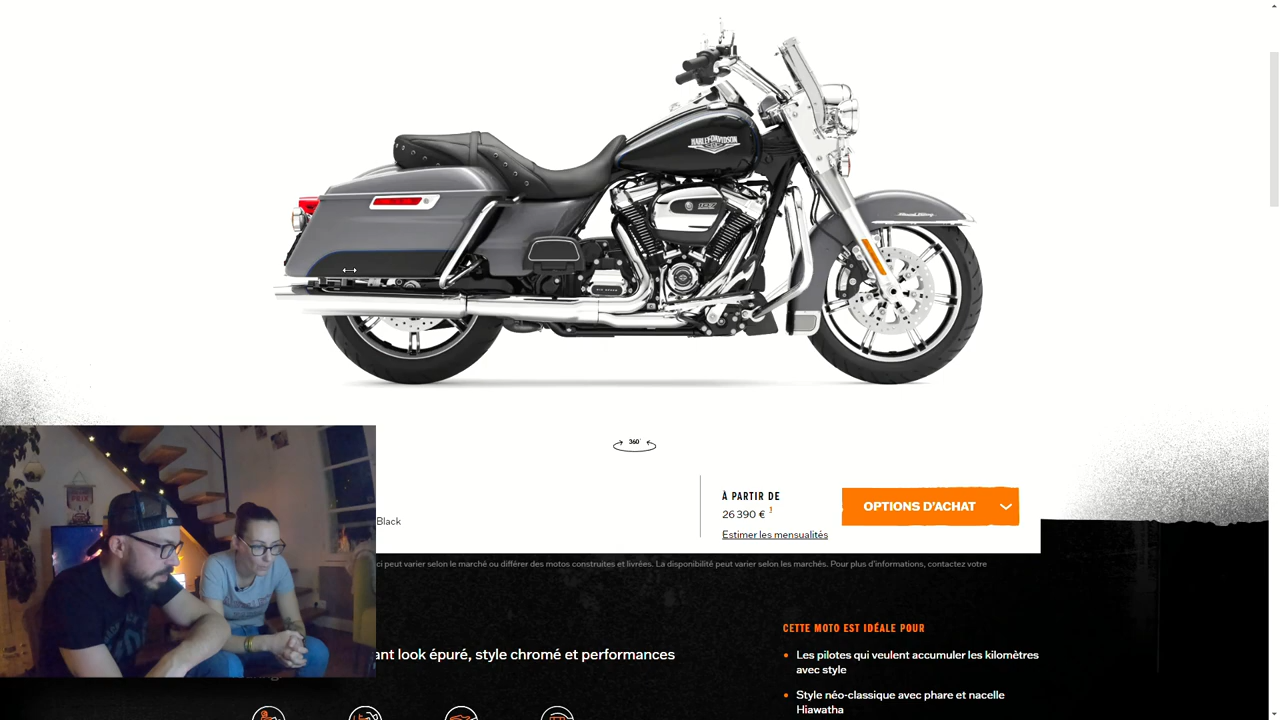 HARLEY-DAVIDSON
107
360°
À PARTIR DE
26 390 € 1
Estimer les mensualités
OPTIONS D'ACHAT
Black
ci peut varier selon le marché ou différer des motos construites et livrées. La disponibilité peut varier selon les marchés. Pour plus d'informations, contactez votre
ant look épuré, style chromé et performances
CETTE MOTO EST IDÉALE POUR
Les pilotes qui veulent accumuler les kilomètres
avec style
Style néo-classique avec phare et nacelle
Hiawatha